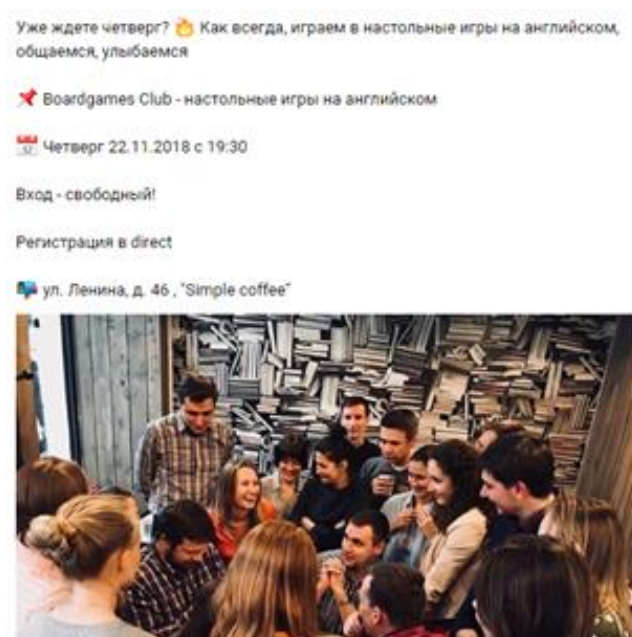 Уже ждете четверг? 🔥 Как всегда, играем в настольные игры на английском,
общаемся, улыбаемся
📌 Boardgames Club - настольные игры на английском
📅 Четверг 22.11.2018 с 19:30
Вход - свободный!
Регистрация в direct
📬 ул. Ленина, д. 46 , "Simple coffee"